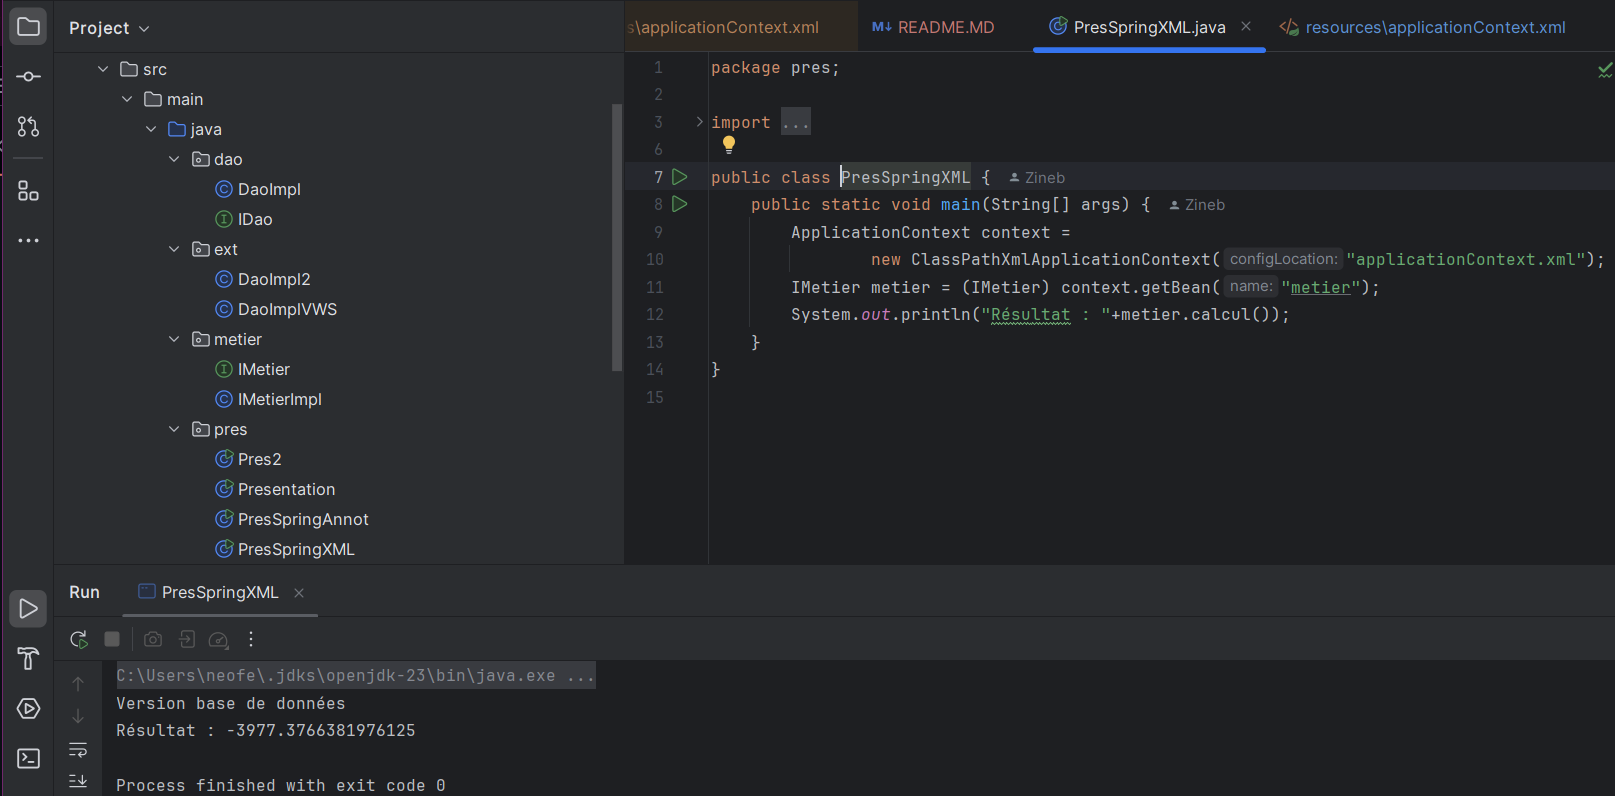 Project
src
main
java
dao
DaoImpl
IDao
ext
DaoImpl2
DaoImplVWS
metier
IMetier
IMetierImpl
pres
Pres2
Presentation
PresSpringAnnot
PresSpringXML
s\applicationContext.xml
M↓ README.MD
PresSpringXML.java
resources\applicationContext.xml
1 package pres;
2
3 import ...
6
7 public class PresSpringXML { Zineb
8 public static void main(String[] args) { Zineb
9 ApplicationContext context =
10 new ClassPathXmlApplicationContext( configLocation: "applicationContext.xml");
11 IMetier metier = (IMetier) context.getBean( name: "metier");
12 System.out.println("Résultat : "+metier.calcul());
13 }
14 }
15
Run PresSpringXML
C:\Users\neofe\.jdks\openjdk-23\bin\java.exe ...
Version base de données
Résultat : -3977.3766381976125
Process finished with exit code 0